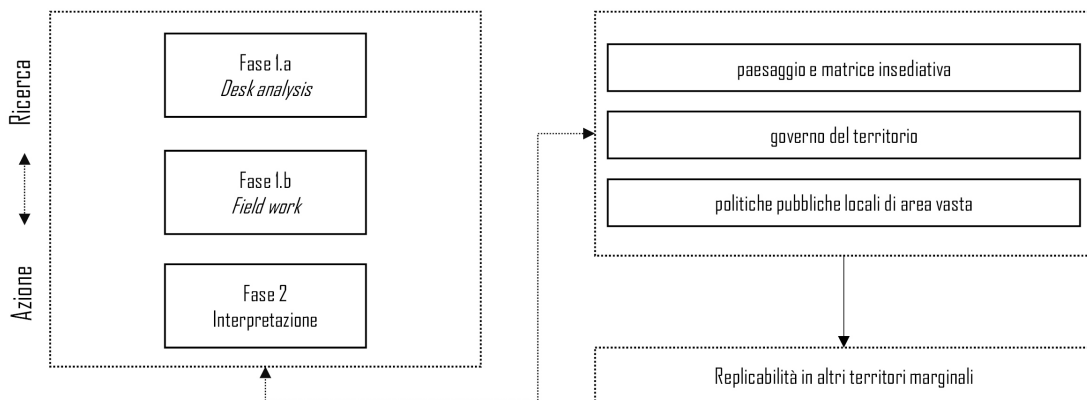 Ricerca
Azione
Fase 1.a
Desk analysis
Fase 1.b
Field work
Fase 2
Interpretazione
paesaggio e matrice insediativa
governo del territorio
politiche pubbliche locali di area vasta
Replicabilità in altri territori marginali